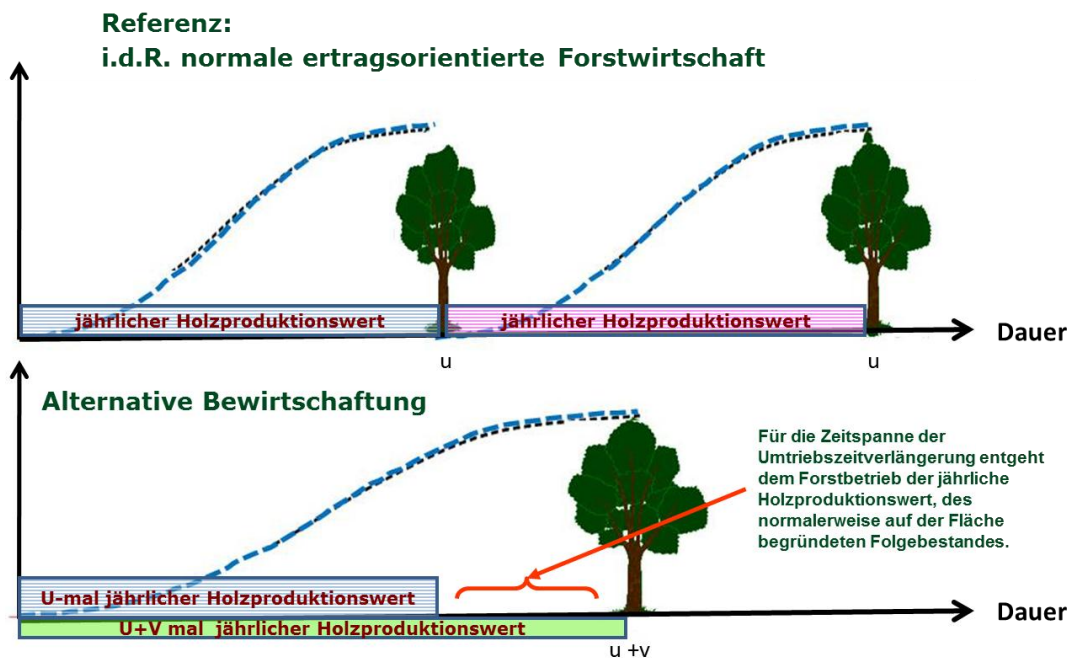 Referenz:
i.d.R. normale ertragsorientierte Forstwirtschaft
jährlicher Holzproduktionswert
jährlicher Holzproduktionswert
Dauer
u
u
Alternative Bewirtschaftung
Für die Zeitspanne der
Umtriebszeitverlängerung entgeht
dem Forstbetrieb der jährliche
Holzproduktionswert, des
normalerweise auf der Fläche
begründeten Folgebestandes.
U-mal jährlicher Holzproduktionswert
Dauer
U+V mal jährlicher Holzproduktionswert
u +v